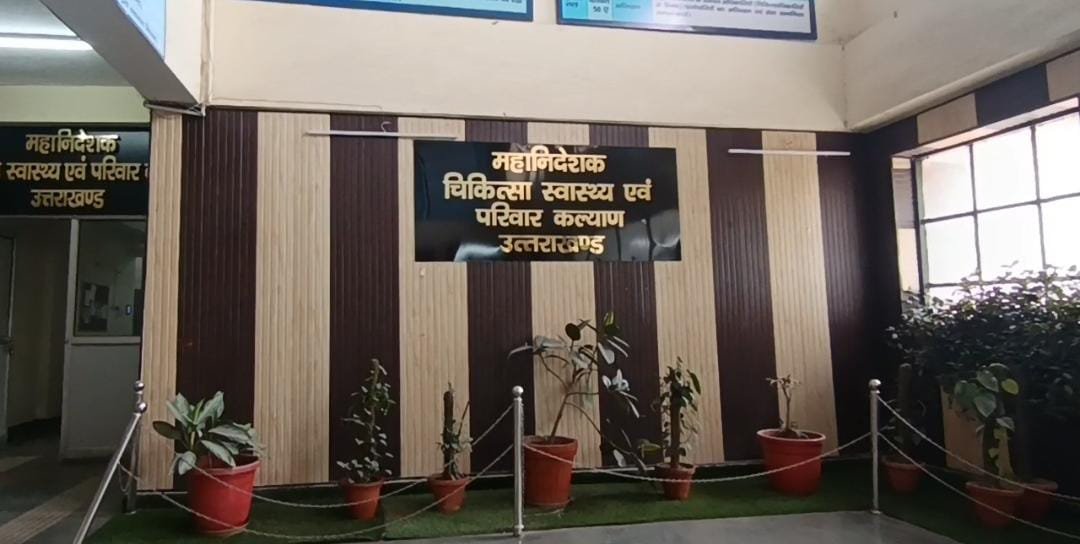 महानिदेशक
चिकित्सा स्वास्थ्य एवं
परिवार कल्याण
उत्तराखण्ड
महानिदेशक
स्वास्थ्य एवं परिवार
उत्तराखण्ड